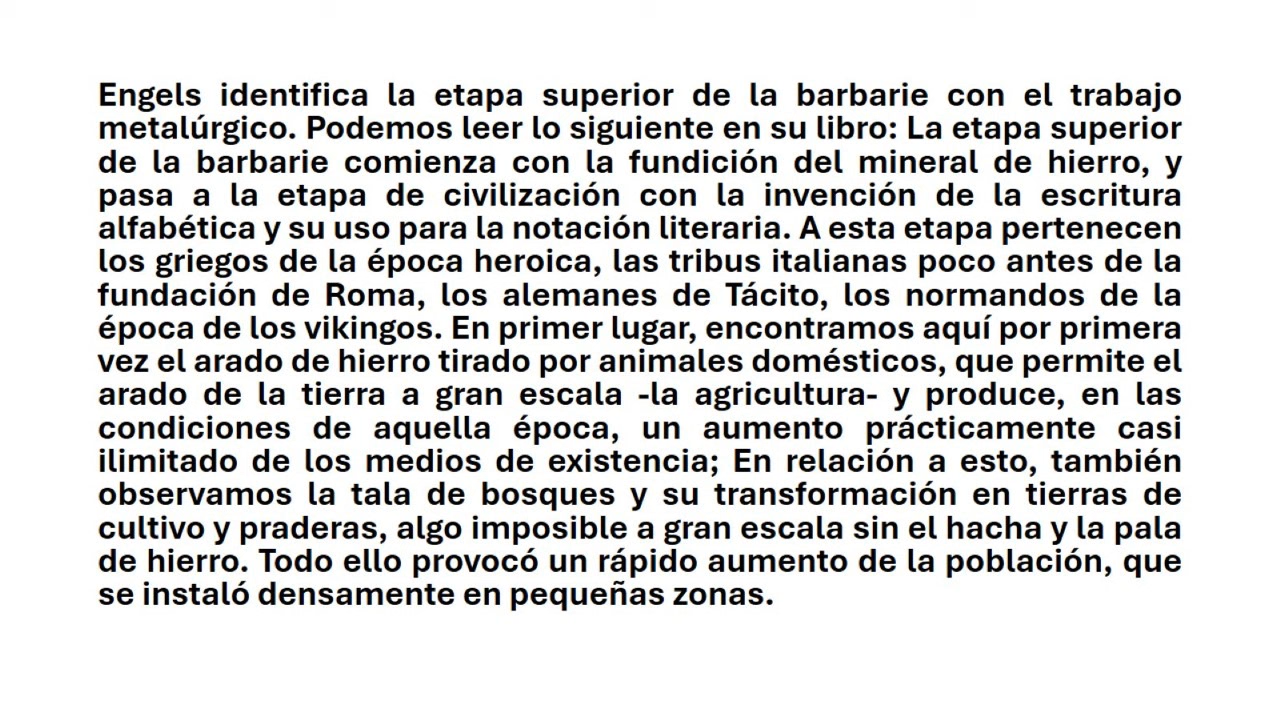 Engels identifica la etapa superior de la barbarie con el trabajo
metalúrgico. Podemos leer lo siguiente en su libro: La etapa superior
de la barbarie comienza con la fundición del mineral de hierro, y
pasa a la etapa de civilización con la invención de la escritura
alfabética y su uso para la notación literaria. A esta etapa pertenecen
los griegos de la época heroica, las tribus italianas poco antes de la
fundación de Roma, los alemanes de Tácito, los normandos de la
época de los vikingos. En primer lugar, encontramos aquí por primera
vez el arado de hierro tirado por animales domésticos, que permite el
arado de la tierra a gran escala -la agricultura- y produce, en las
condiciones de aquella época, un aumento prácticamente casi
ilimitado de los medios de existencia; En relación a esto, también
observamos la tala de bosques y su transformación en tierras de
cultivo y praderas, algo imposible a gran escala sin el hacha y la pala
de hierro. Todo ello provocó un rápido aumento de la población, que
se instaló densamente en pequeñas zonas.